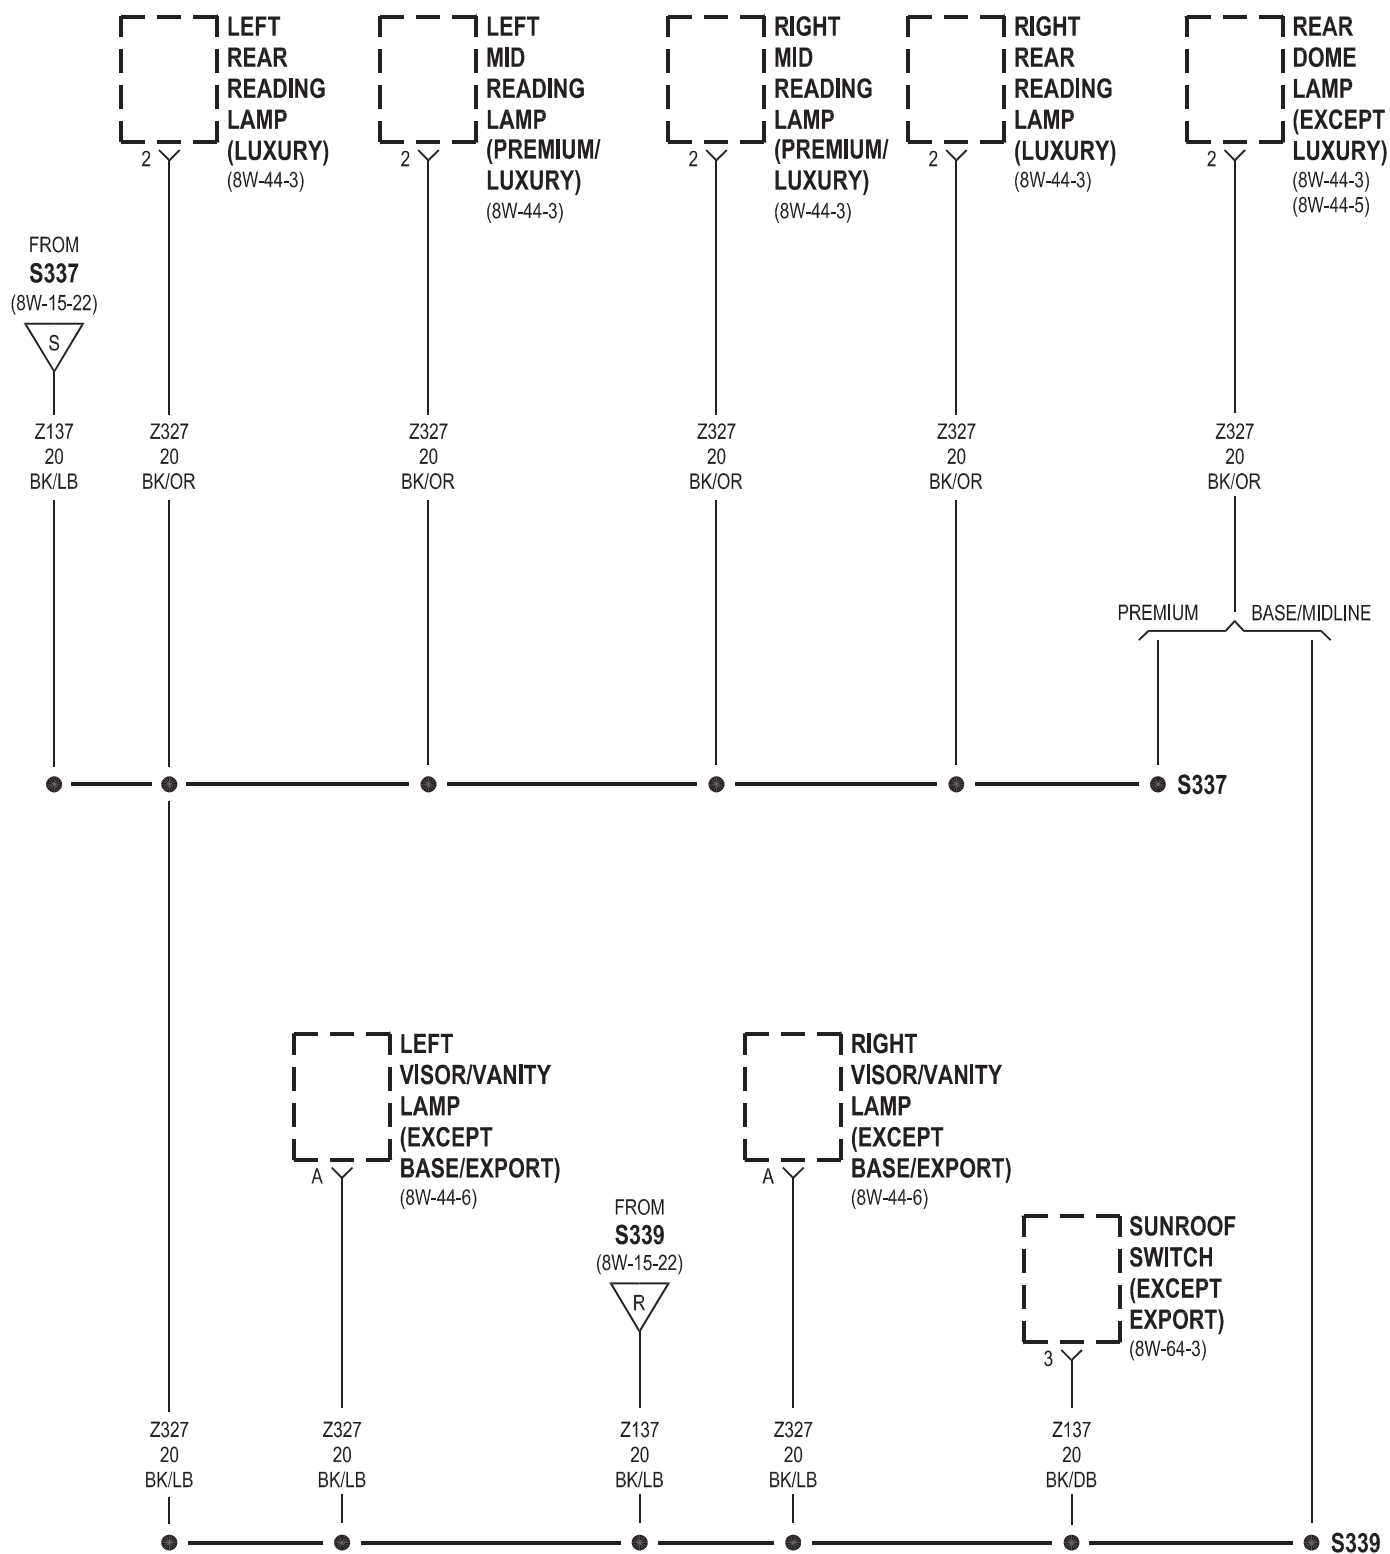 LEFT
REAR
READING
LAMP
(LUXURY)
(8W-44-3)
2
LEFT
MID
READING
LAMP
(PREMIUM/
LUXURY)
(8W-44-3)
2
RIGHT
MID
READING
LAMP
(PREMIUM/
LUXURY)
(8W-44-3)
2
RIGHT
REAR
READING
LAMP
(LUXURY)
(8W-44-3)
2
REAR
DOME
LAMP
(EXCEPT
LUXURY)
(8W-44-3)
(8W-44-5)
2
FROM
S337
(8W-15-22)
S
Z137
20
BK/LB
Z327
20
BK/OR
Z327
20
BK/OR
Z327
20
BK/OR
Z327
20
BK/OR
Z327
20
BK/OR
PREMIUM
BASE/MIDLINE
S337
LEFT
VISOR/VANITY
LAMP
(EXCEPT
BASE/EXPORT)
(8W-44-6)
A
FROM
S339
(8W-15-22)
R
RIGHT
VISOR/VANITY
LAMP
(EXCEPT
BASE/EXPORT)
(8W-44-6)
A
SUNROOF
SWITCH
(EXCEPT
EXPORT)
(8W-64-3)
3
Z327
20
BK/LB
Z327
20
BK/LB
Z137
20
BK/LB
Z327
20
BK/LB
Z137
20
BK/DB
S339